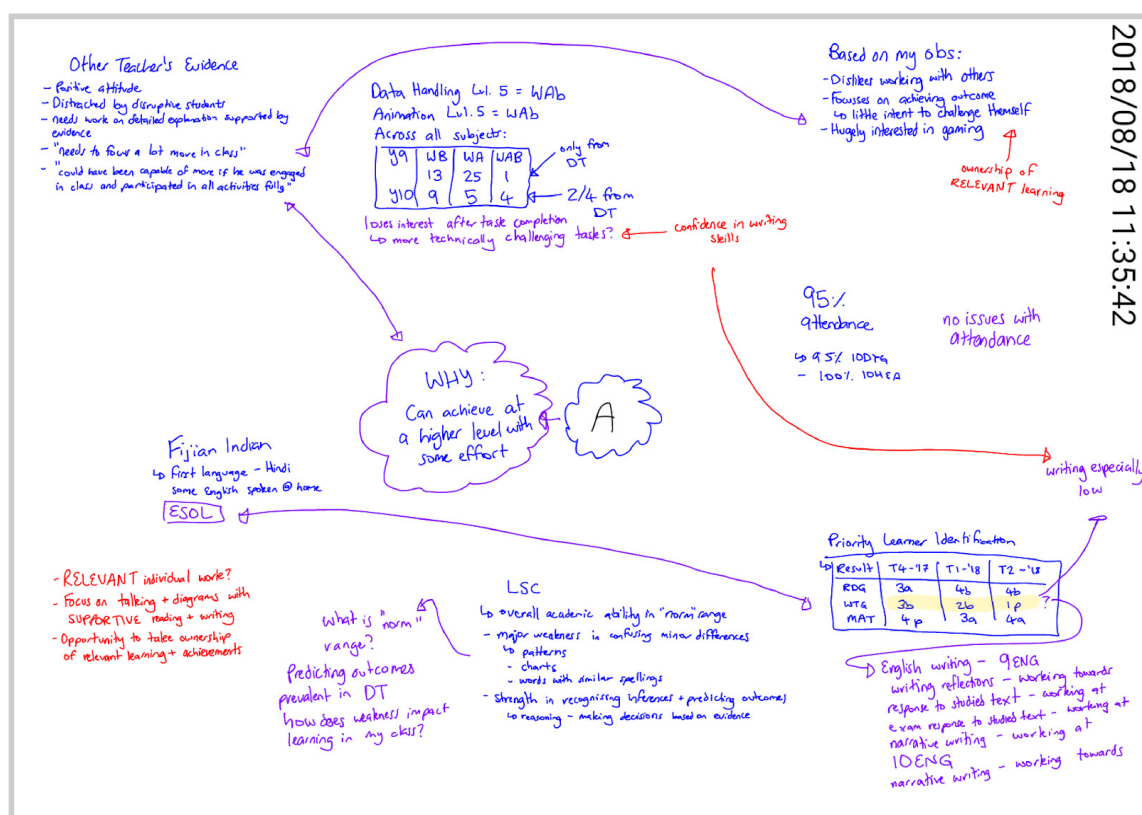 2018/08/18 11:35:42
Other Teacher's Evidence
- Positive attitude
- Distracted by disruptive students
- needs work on detailed explanation supported by
evidence
- "needs to focus a lot more in class"
- "could have been capable of more if he was engaged
in class and participated in all activities fully"
Data Handling Lvl. 5 = WAb
Animation Lvl. 5 = WAb
Across all subjects:
y9 WB WA WAB
13 25 1
y10 9 5 4
only from
DT
2/4 from
DT
loses interest after task completion
↳ more technically challenging tasks?
confidence in writing
skills
Based on my obs:
- Dislikes working with others
- Focusses on achieving outcome
↳ little intent to challenge themself
- Hugely interested in gaming
ownership of
RELEVANT learning
95%
attendance
↳ 95% 10DTG
- 100% 10HEA
no issues with
attendance
WHY:
Can achieve at
a higher level with
some effort
A
Fijian Indian
↳ First language - Hindi
some English spoken @ home
ESOL
writing especially
low
Priority Learner Identification
↳ Result T4-'17 T1-'18 T2-'18
RDG 3a 4b 4b
WTG 3b 2b 1p ?
MAT 4p 3a 4a
- RELEVANT individual work?
- Focus on talking + diagrams with
SUPPORTIVE reading + writing
- Opportunity to take ownership
of relevant learning + achievements
what is "norm"
range?
Predicting outcomes
prevalent in DT
how does weakness impact
learning in my class?
LSC
↳ overall academic ability in "norm" range
- major weakness in confusing minor differences
↳ patterns
- charts
- words with similar spellings
- strength in recognising inferences + predicting outcomes
↳ reasoning - making decisions based on evidence
English writing - 9ENG
writing reflections - working towards
response to studied text - working at
exam response to studied text - working at
narrative writing - working at
10ENG
narrative writing - working towards